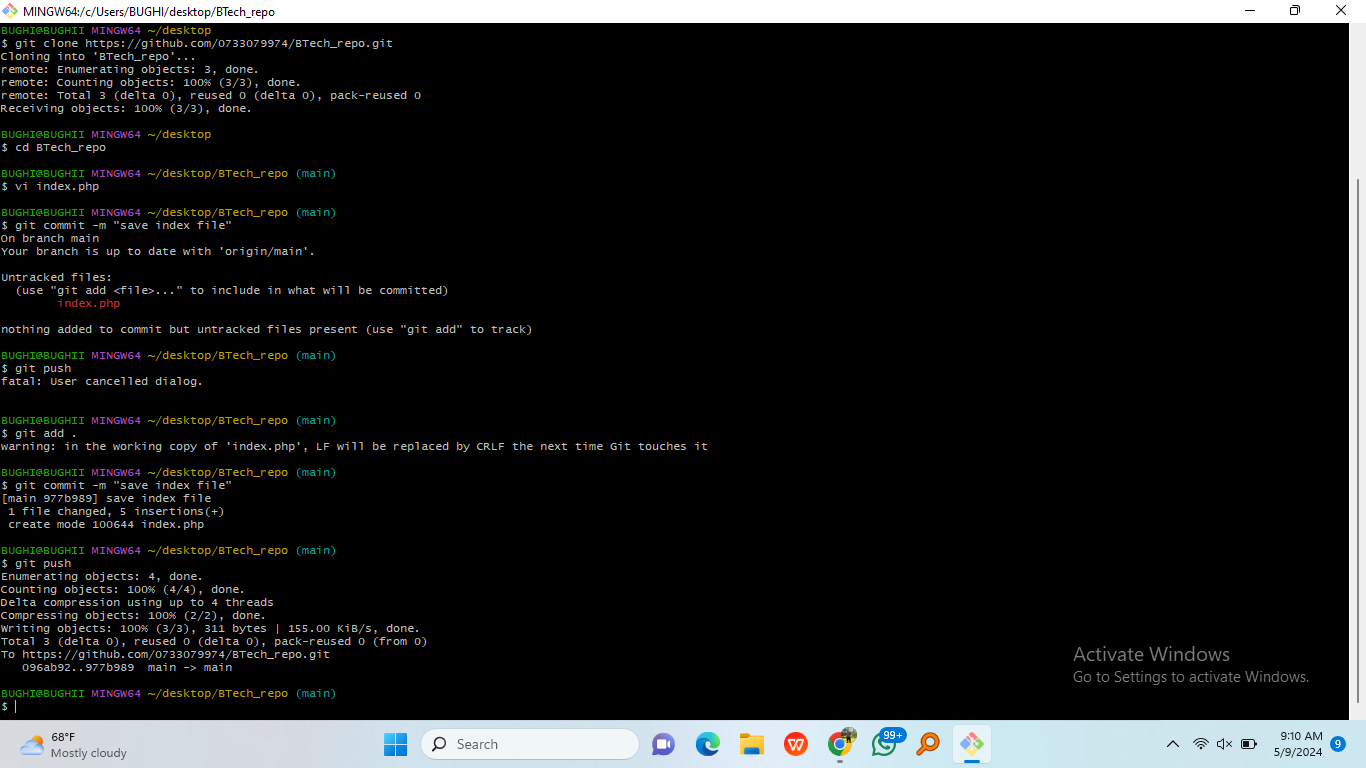 MINGW64:/c/Users/BUGHI/desktop/BTech_repo
BUGHI@BUGHII MINGW64 ~/desktop
$ git clone https://github.com/0733079974/BTech_repo.git
Cloning into 'BTech_repo'...
remote: Enumerating objects: 3, done.
remote: Counting objects: 100% (3/3), done.
remote: Total 3 (delta 0), reused 0 (delta 0), pack-reused 0
Receiving objects: 100% (3/3), done.
BUGHI@BUGHII MINGW64 ~/desktop
$ cd BTech_repo
BUGHI@BUGHII MINGW64 ~/desktop/BTech_repo (main)
$ vi index.php
BUGHI@BUGHII MINGW64 ~/desktop/BTech_repo (main)
$ git commit -m "save index file"
On branch main
Your branch is up to date with 'origin/main'.
Untracked files:
(use "git add <file>..." to include in what will be committed)
index.php
nothing added to commit but untracked files present (use "git add" to track)
BUGHI@BUGHII MINGW64 ~/desktop/BTech_repo (main)
$ git push
fatal: User cancelled dialog.
BUGHI@BUGHII MINGW64 ~/desktop/BTech_repo (main)
$ git add .
warning: in the working copy of 'index.php', LF will be replaced by CRLF the next time Git touches it
BUGHI@BUGHII MINGW64 ~/desktop/BTech_repo (main)
$ git commit -m "save index file"
[main 977b989] save index file
1 file changed, 5 insertions(+)
create mode 100644 index.php
BUGHI@BUGHII MINGW64 ~/desktop/BTech_repo (main)
$ git push
Enumerating objects: 4, done.
Counting objects: 100% (4/4), done.
Delta compression using up to 4 threads
Compressing objects: 100% (2/2), done.
Writing objects: 100% (3/3), 311 bytes | 155.00 KiB/s, done.
Total 3 (delta 0), reused 0 (delta 0), pack-reused 0 (from 0)
To https://github.com/0733079974/BTech_repo.git
096ab92..977b989 main -> main
BUGHI@BUGHII MINGW64 ~/desktop/BTech_repo (main)
$
Activate Windows
Go to Settings to activate Windows.
68°F
Mostly cloudy
Search
99+
9:10 AM
5/9/2024
9